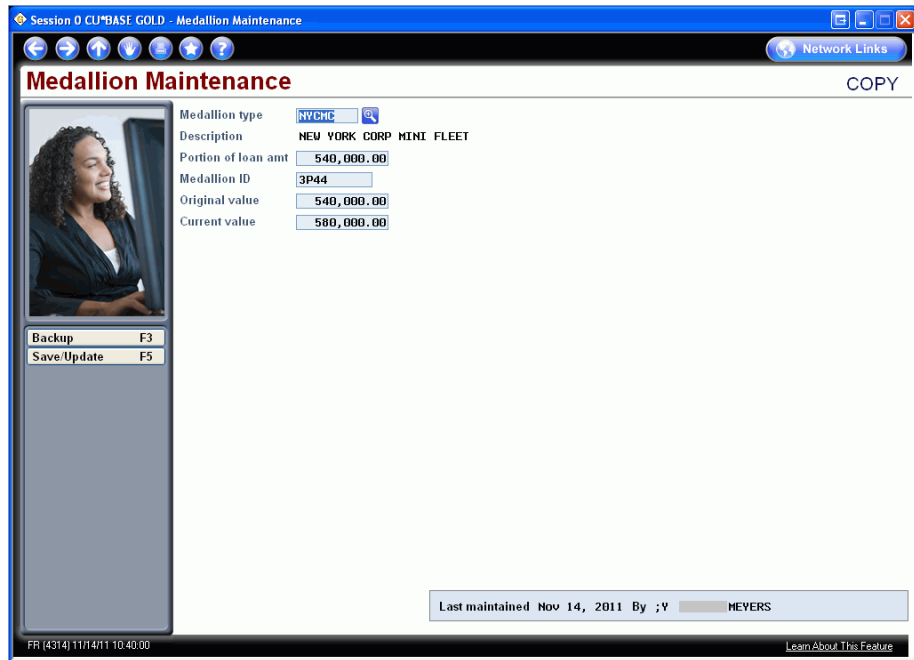 Session 0 CU*BASE GOLD - Medallion Maintenance
Network Links
Medallion Maintenance COPY
Medallion type NYCMC
Description NEW YORK CORP MINI FLEET
Portion of loan amt 540,000.00
Medallion ID 3P44
Original value 540,000.00
Current value 580,000.00
Backup F3
Save/Update F5
Last maintained Nov 14, 2011 By ;Y MEYERS
FR (4314) 11/14/11 10:40:00 Learn About This Feature